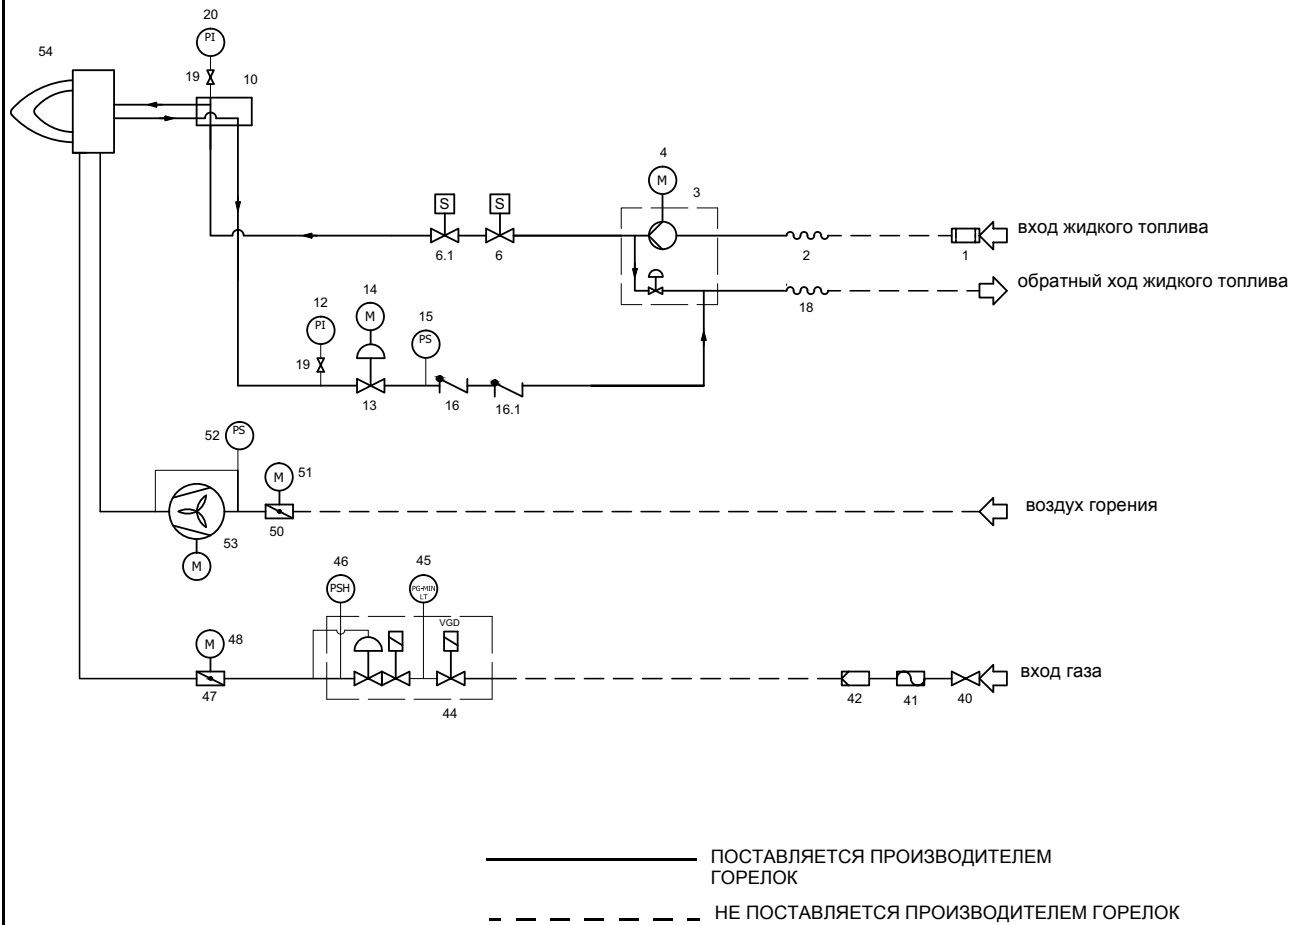 20
PI
54
19
10
4
M
3
S
S
вход жидкого топлива
6.1
6
2
1
обратный ход жидкого топлива
18
14
12
M
15
PI
PS
19
13
16
16.1
52
PS
M
51
воздух горения
50
53
M
46
45
PSH
PG-MIN
LT
VGD
M
48
вход газа
47
44
42
41
40
ПОСТАВЛЯЕТСЯ ПРОИЗВОДИТЕЛЕМ
ГОРЕЛОК
НЕ ПОСТАВЛЯЕТСЯ ПРОИЗВОДИТЕЛЕМ ГОРЕЛОК